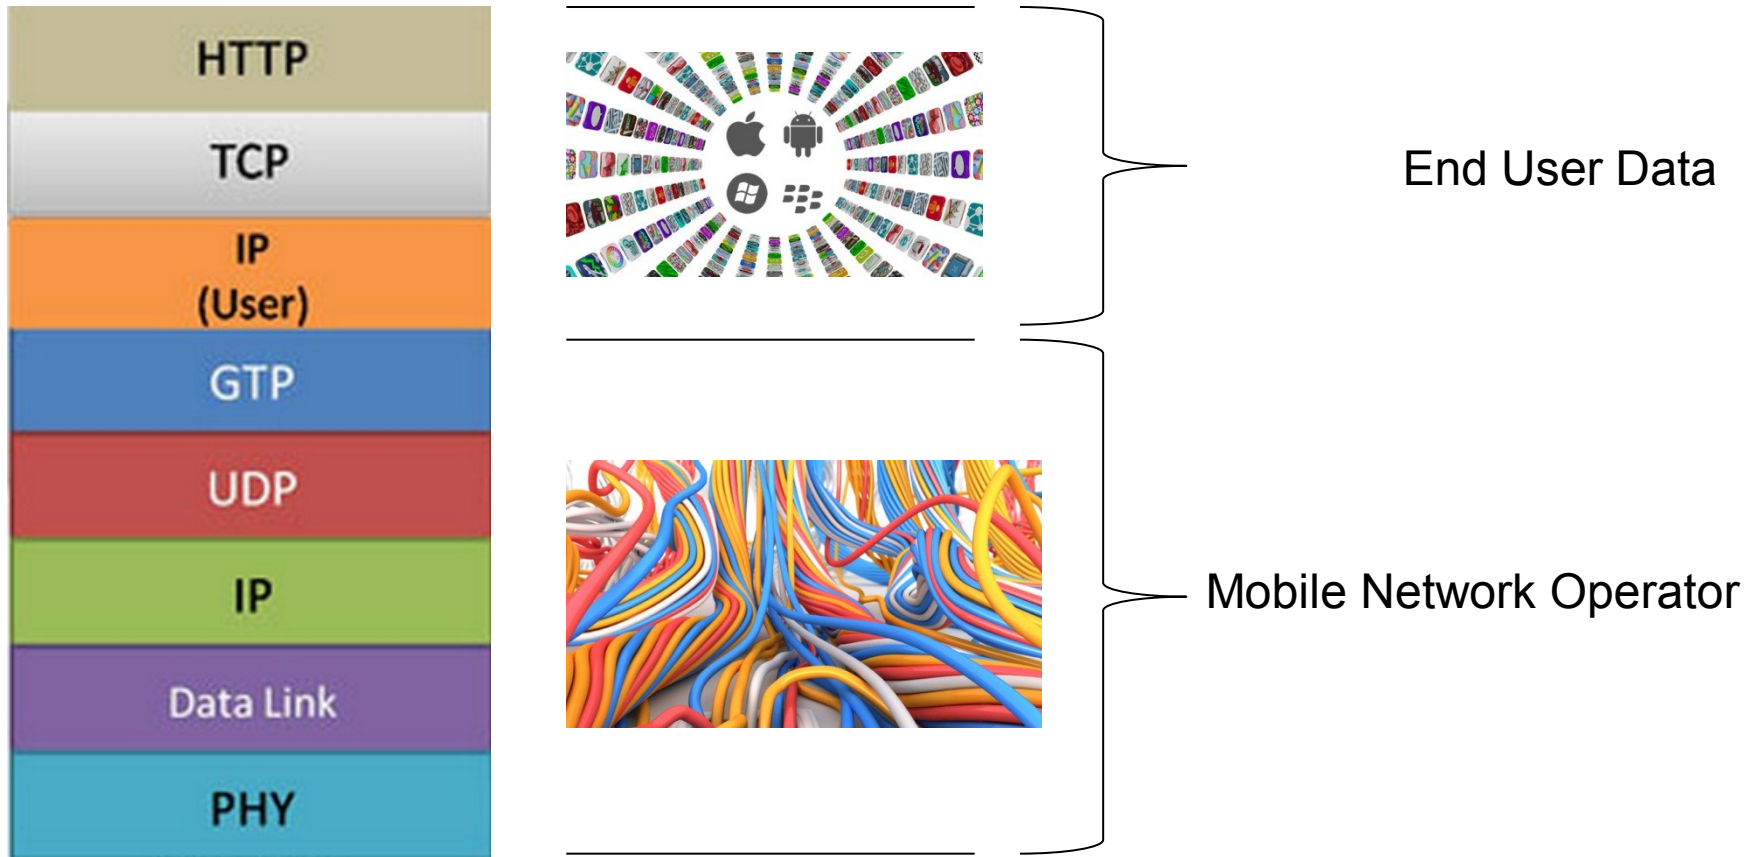 HTTP
TCP
IP
(User)
GTP
UDP
IP
Data Link
PHY
End User Data
Mobile Network Operator